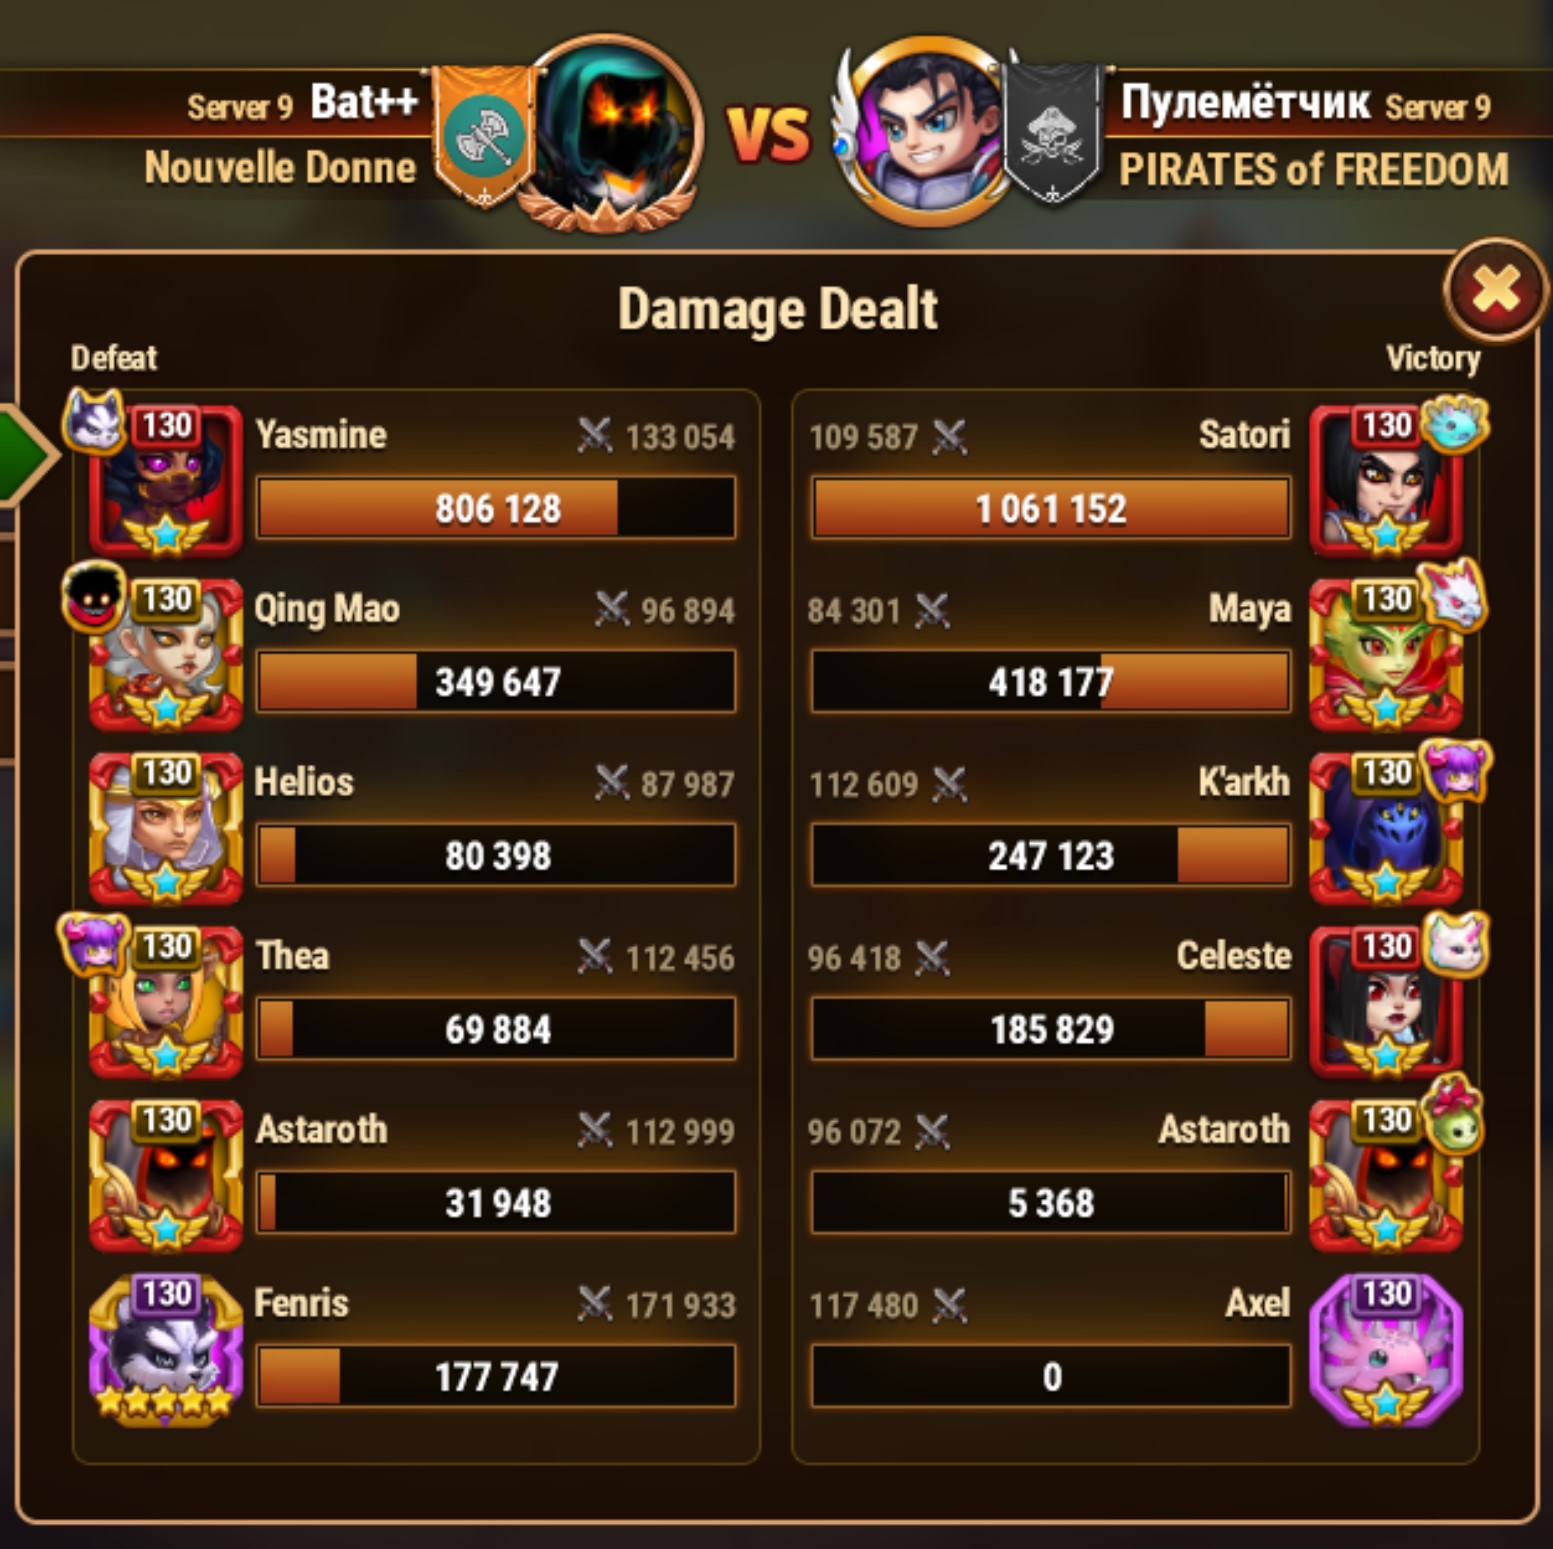 Server 9 Bat++
Nouvelle Donne
VS
Пулемётчик Server 9
PIRATES of FREEDOM
Damage Dealt
Defeat
Victory
130 Yasmine 133 054
806 128
109 587 Satori 130
1 061 152
130 Qing Mao 96 894
349 647
84 301 Maya 130
418 177
130 Helios 87 987
80 398
112 609 K'arkh 130
247 123
130 Thea 112 456
69 884
96 418 Celeste 130
185 829
130 Astaroth 112 999
31 948
96 072 Astaroth 130
5 368
130 Fenris 171 933
177 747
117 480 Axel 130
0